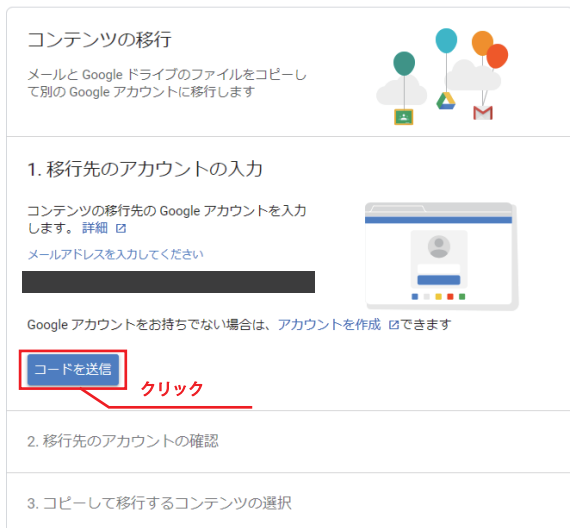 コンテンツの移行
メールと Google ドライブのファイルをコピーし
て別の Google アカウントに移行します
1. 移行先のアカウントの入力
コンテンツの移行先の Google アカウントを入力
します。 詳細
メールアドレスを入力してください
Google アカウントをお持ちでない場合は、アカウントを作成 できます
コードを送信
クリック
2. 移行先のアカウントの確認
3. コピーして移行するコンテンツの選択